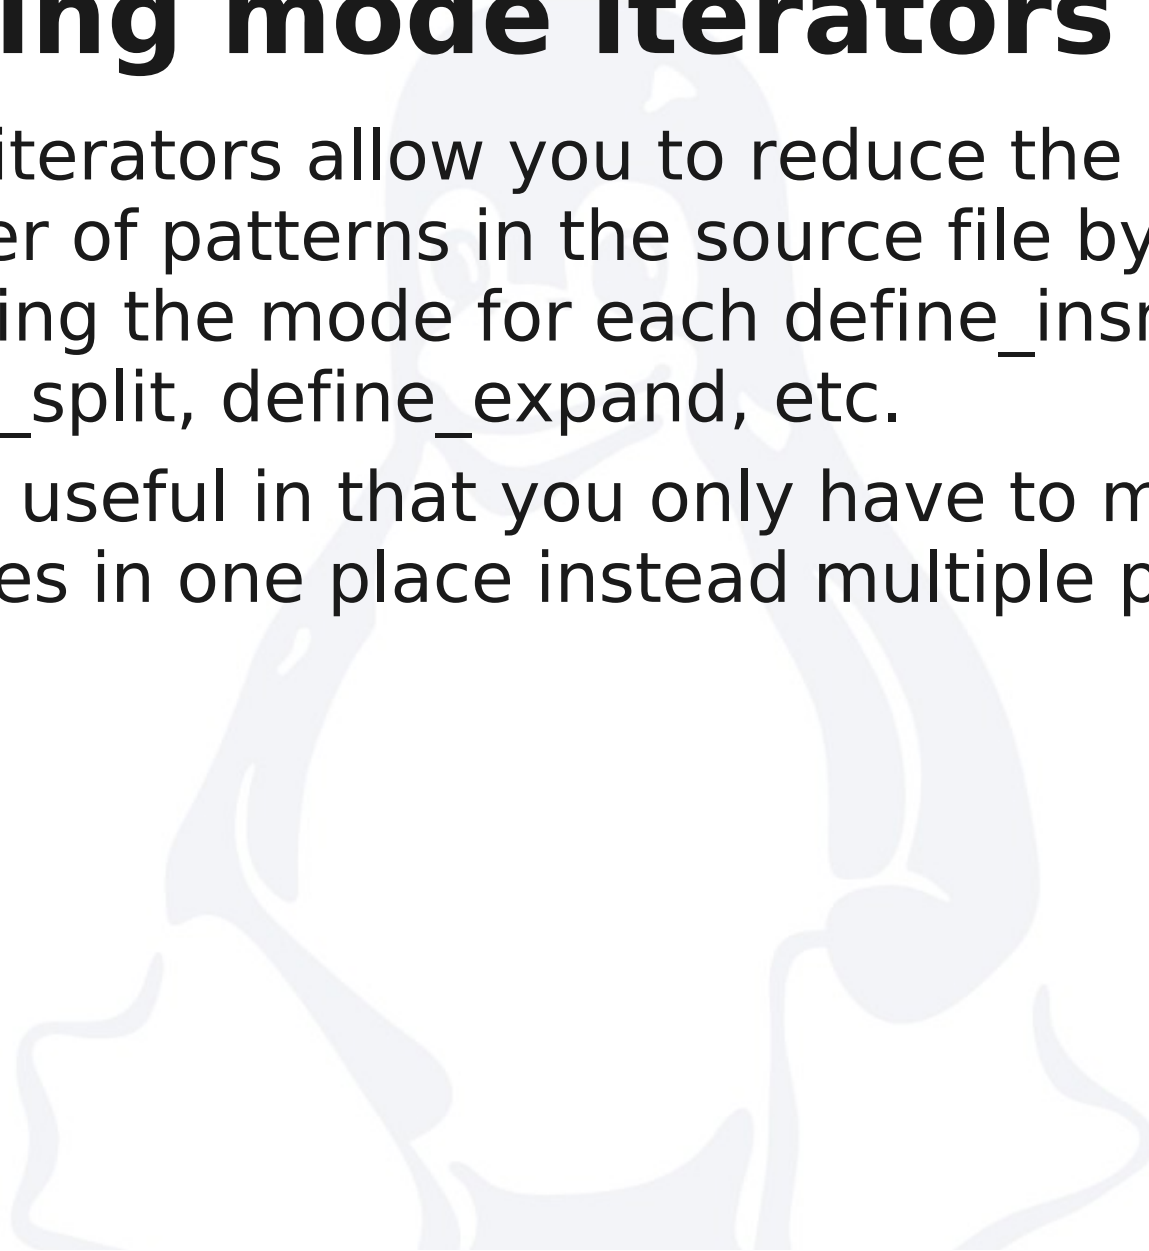 ing mode iterators
iterators allow you to reduce the
er of patterns in the source file by
ing the mode for each define_ins
_split, define_expand, etc.
useful in that you only have to m
es in one place instead multiple p